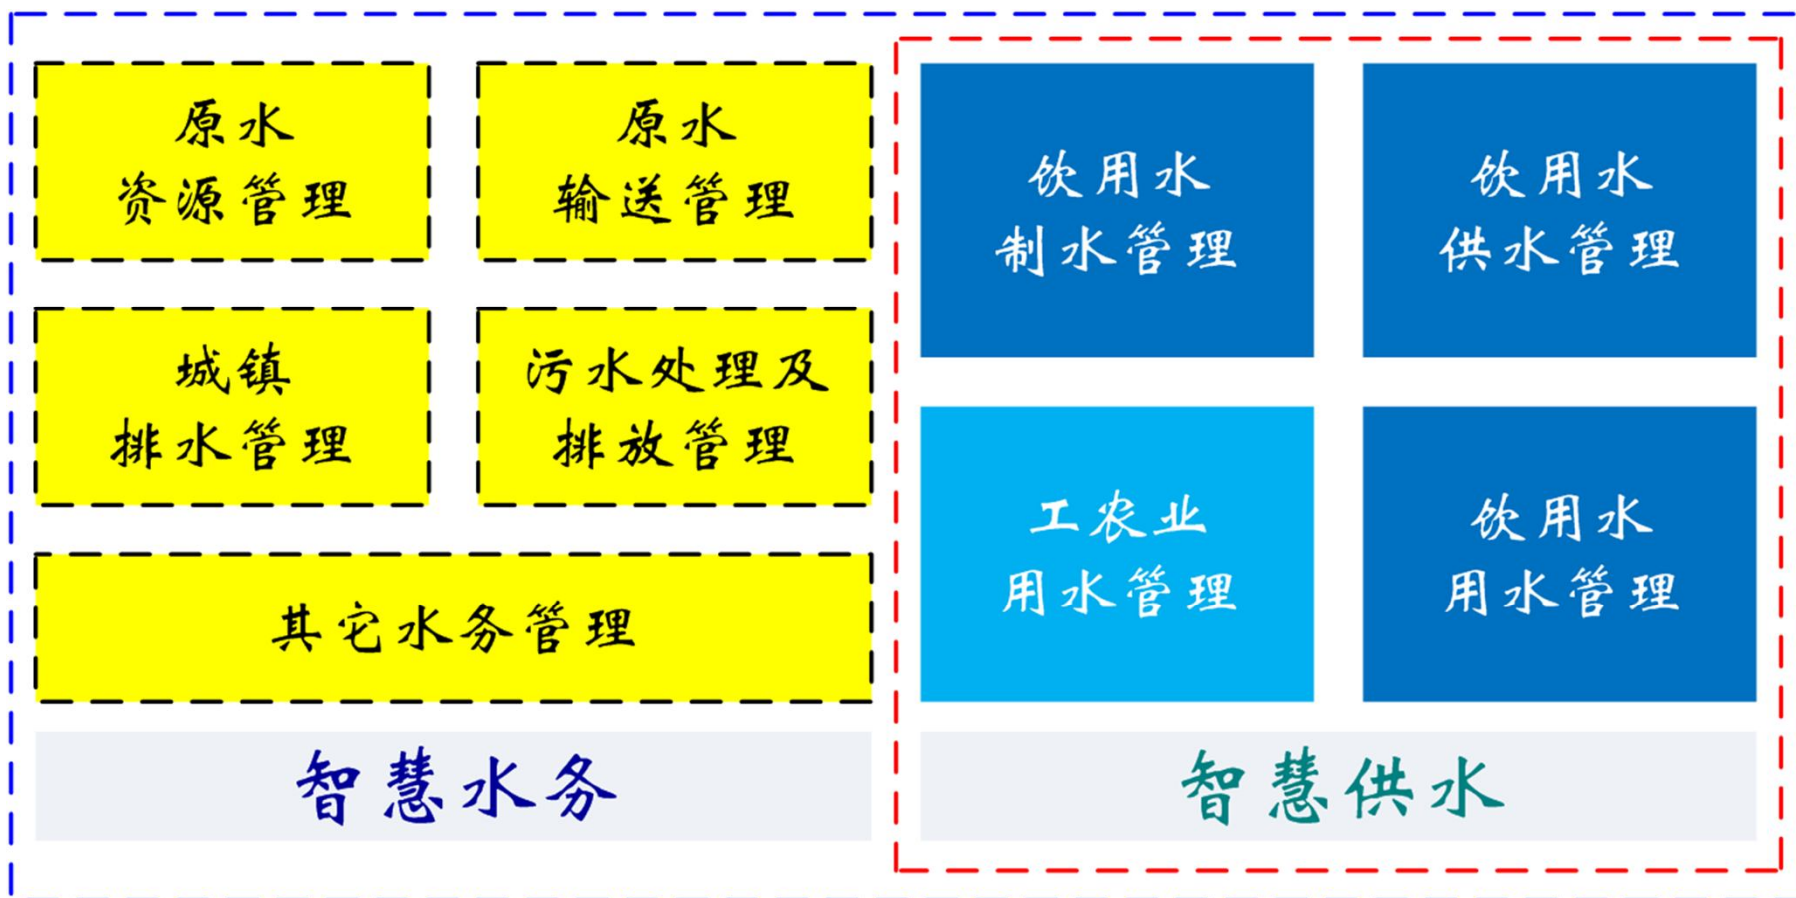 原水
资源管理
原水
输送管理
城镇
排水管理
污水处理及
排放管理
其它水务管理
智慧水务
饮用水
制水管理
饮用水
供水管理
工农业
用水管理
饮用水
用水管理
智慧供水